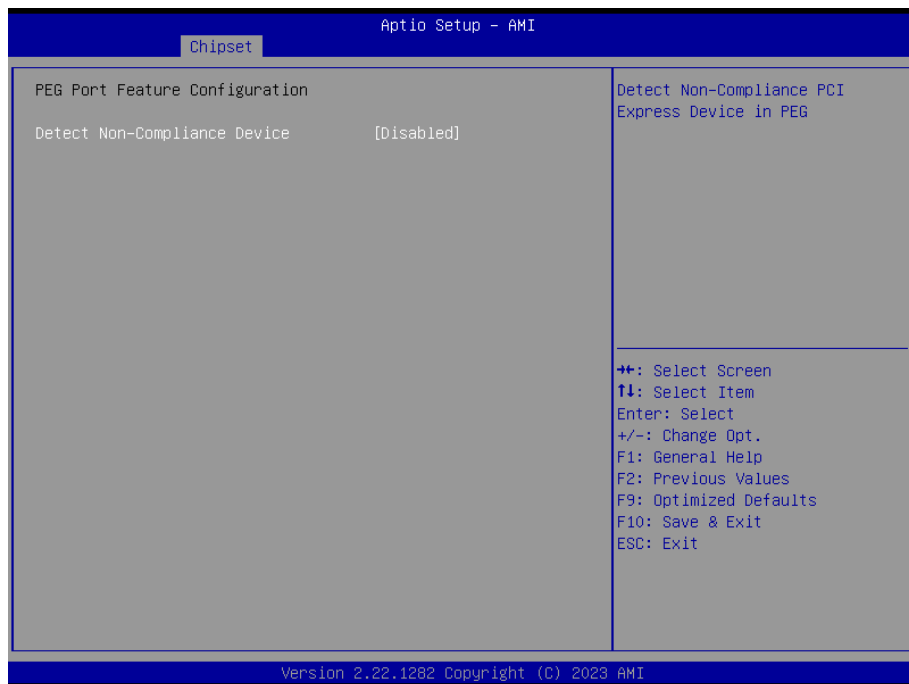 Aptio Setup - AMI
Chipset
PEG Port Feature Configuration
Detect Non-Compliance Device [Disabled]
Detect Non-Compliance PCI
Express Device in PEG
→←: Select Screen
↑↓: Select Item
Enter: Select
+/-: Change Opt.
F1: General Help
F2: Previous Values
F9: Optimized Defaults
F10: Save & Exit
ESC: Exit
Version 2.22.1282 Copyright (C) 2023 AMI